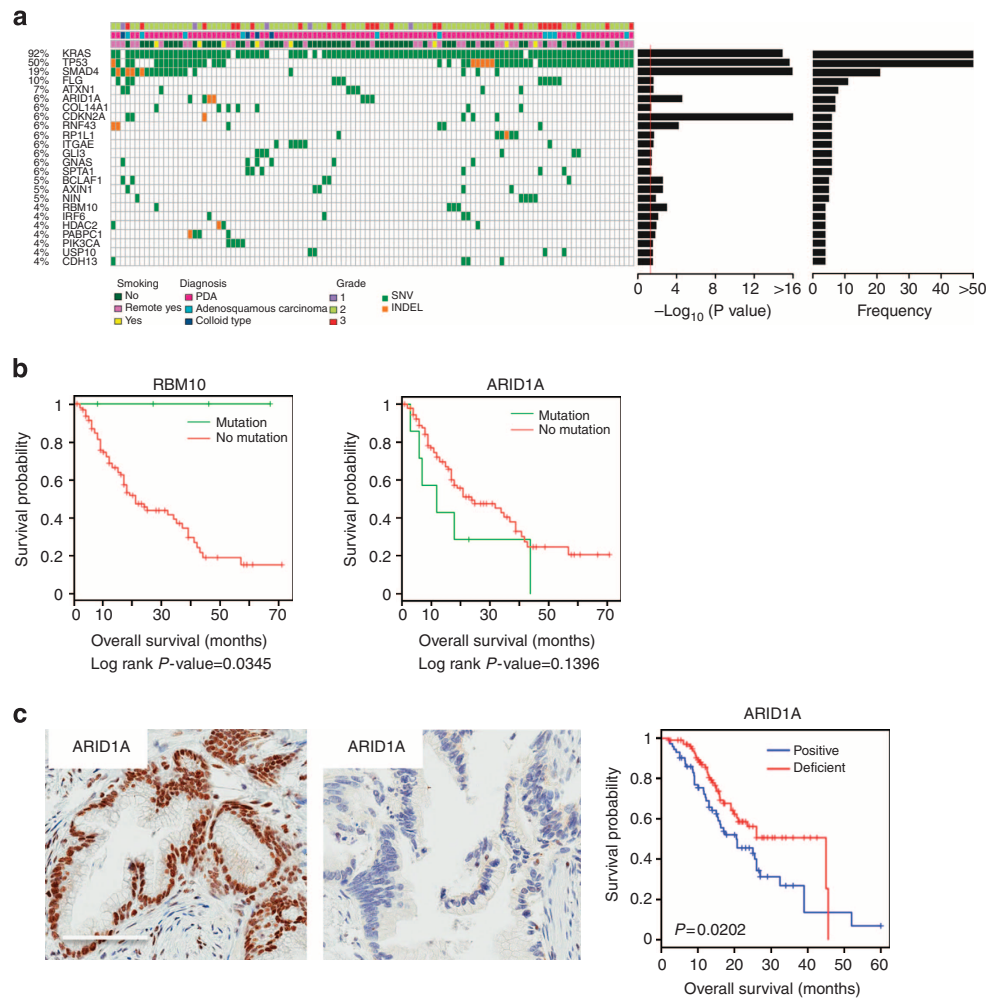 a
92% KRAS
50% TP53
19% SMAD4
10% FLG
7% ATXN1
6% ARID1A
6% COL14A1
6% CDKN2A
6% RNF43
6% RP1L1
6% ITGAE
6% GLI3
6% GNAS
6% SPTA1
5% BCLAF1
5% AXIN1
5% NIN
4% RBM10
4% IRF6
4% HDAC2
4% PABPC1
4% PIK3CA
4% USP10
4% CDH13
0 4 8 12 >16
–Log10 (P value)
0 10 20 30 >50
Frequency
Smoking Diagnosis Grade
No PDA 1 SNV
Remote yes Adenosquamous carcinoma 2 INDEL
Yes Colloid type 3
b
RBM10
Mutation
No mutation
Survival probability
1
0.8
0.6
0.4
0.2
0
0 10 30 50 70
Overall survival (months)
Log rank P-value=0.0345
ARID1A
Mutation
No mutation
Survival probability
1
0.8
0.6
0.4
0.2
0
0 10 30 50 70
Overall survival (months)
Log rank P-value=0.1396
c
ARID1A
ARID1A
ARID1A
Positive
Deficient
Survival probability
1
0.8
0.6
0.4
0.2
0
P=0.0202
0 10 20 30 40 50 60
Overall survival (months)